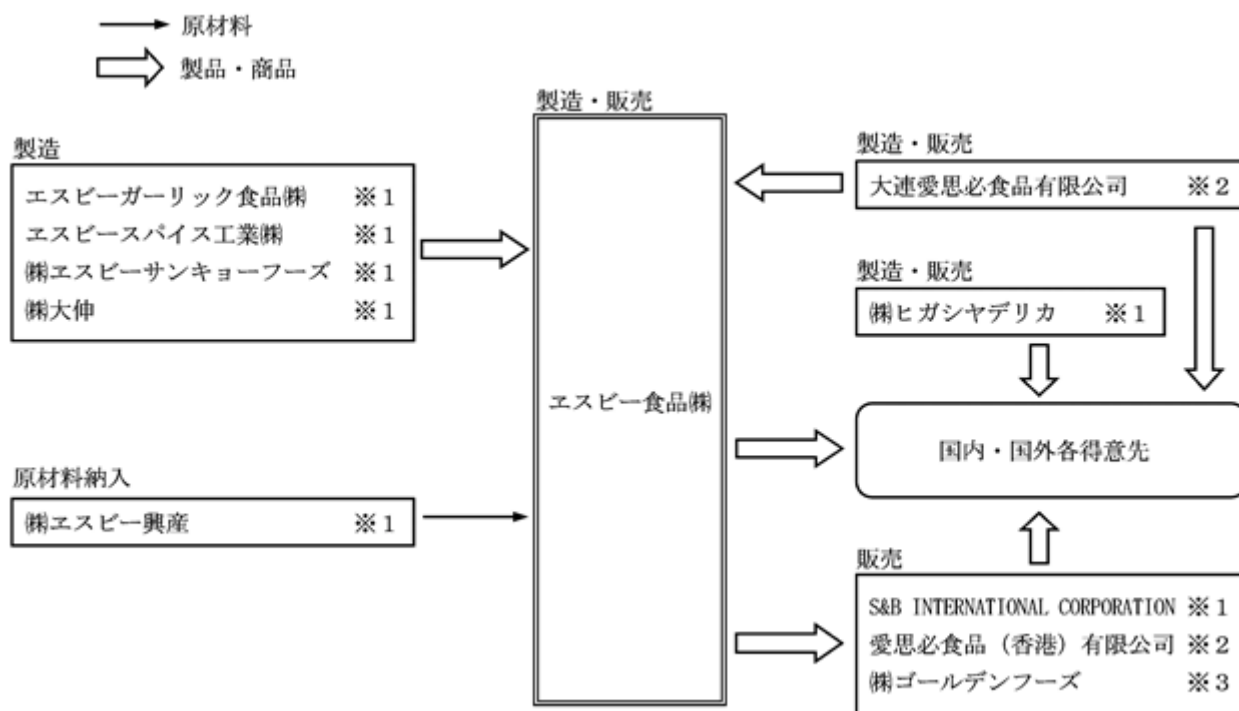 原材料
製品・商品
製造
エスビーガーリック食品㈱ ※1
ヱスビースパイス工業㈱ ※1
㈱ヱスビーサンキョーフーズ ※1
㈱大伸 ※1
原材料納入
㈱ヱスビー興産 ※1
製造・販売
ヱスビー食品㈱
製造・販売
大連愛思必食品有限公司 ※2
製造・販売
㈱ヒガシヤデリカ ※1
国内・国外各得意先
販売
S&B INTERNATIONAL CORPORATION ※1
愛思必食品（香港）有限公司 ※2
㈱ゴールデンフーズ ※3